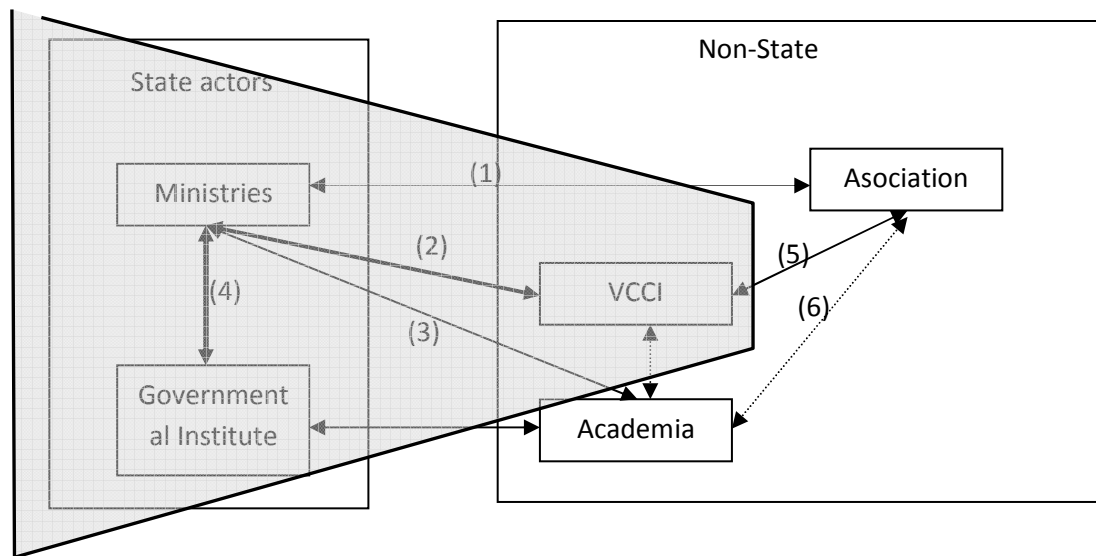 Non-State
State actors
(1)
Asociation
Ministries
(2)
(5)
(4)
VCCI
(6)
(3)
Government
al Institute
Academia